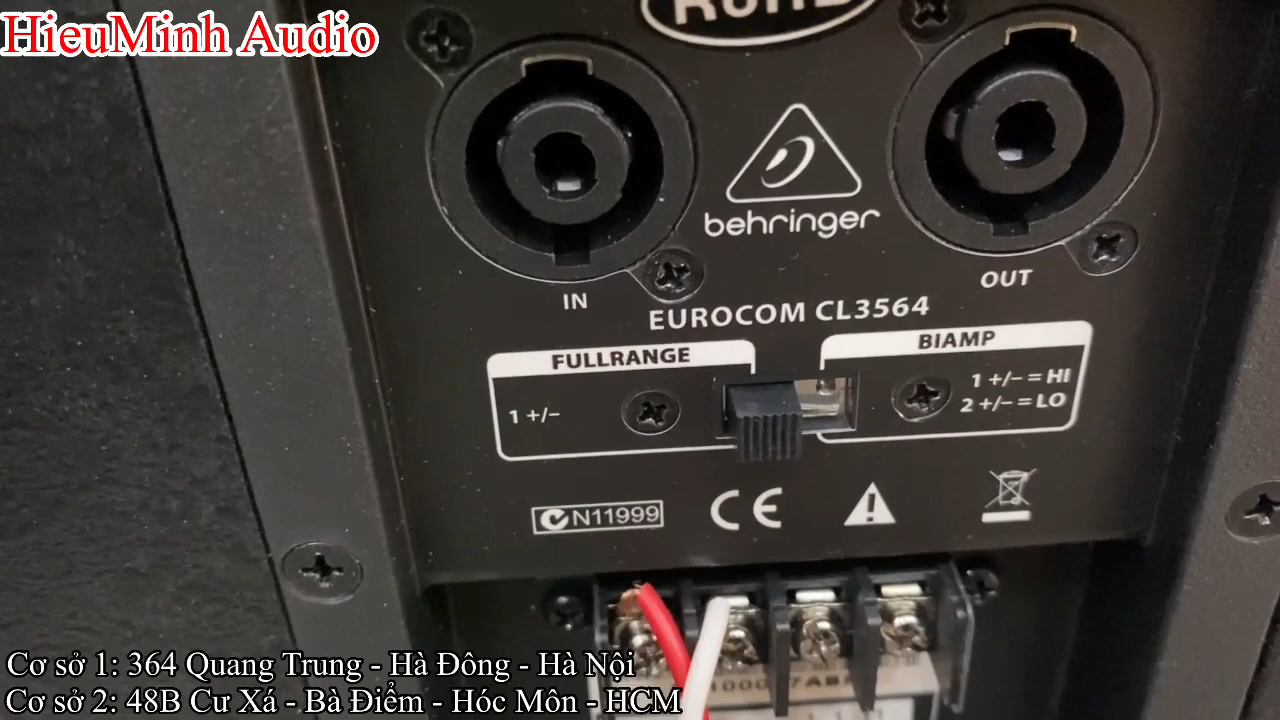 HieuMinh Audio
RoHS
behringer
IN
OUT
EUROCOM CL3564
FULLRANGE
BIAMP
1 +/–
1 +/– = HI
2 +/– = LO
N11999
CE
Cơ sở 1: 364 Quang Trung - Hà Đông - Hà Nội
Cơ sở 2: 48B Cư Xá - Bà Điểm - Hóc Môn - HCM